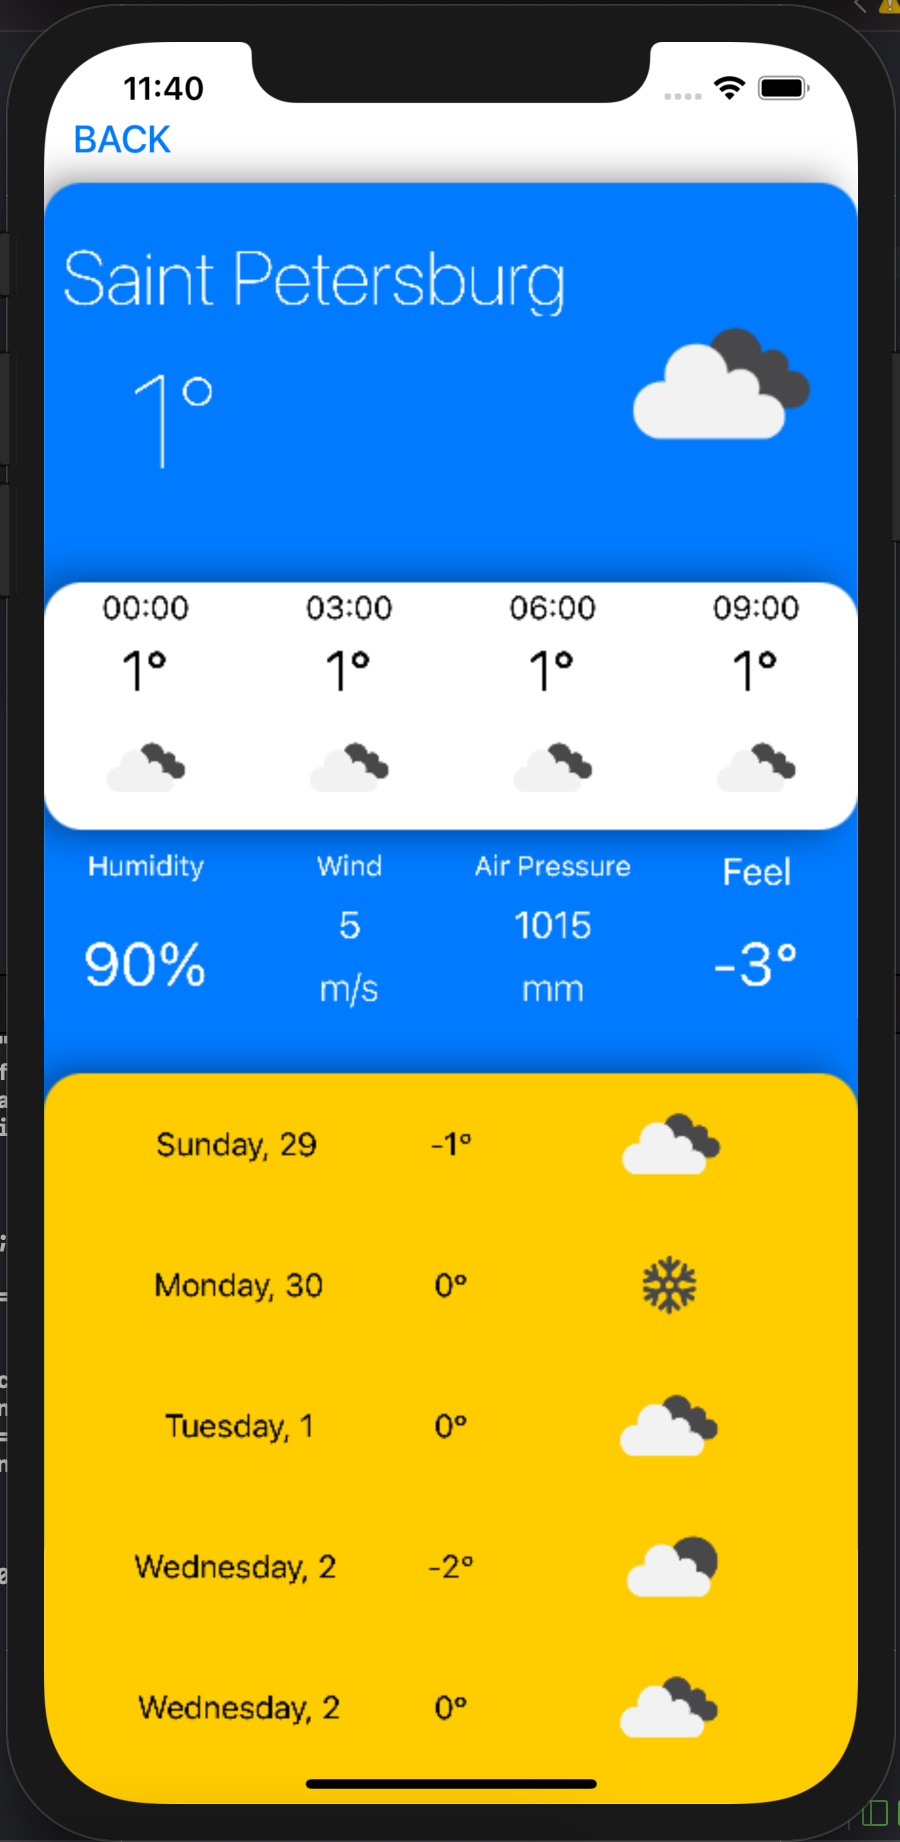 11:40
BACK
Saint Petersburg
1°
00:00 03:00 06:00 09:00
1° 1° 1° 1°
Humidity Wind Air Pressure Feel
90% 5 1015 -3°
m/s mm
Sunday, 29 -1°
Monday, 30 0°
Tuesday, 1 0°
Wednesday, 2 -2°
Wednesday, 2 0°